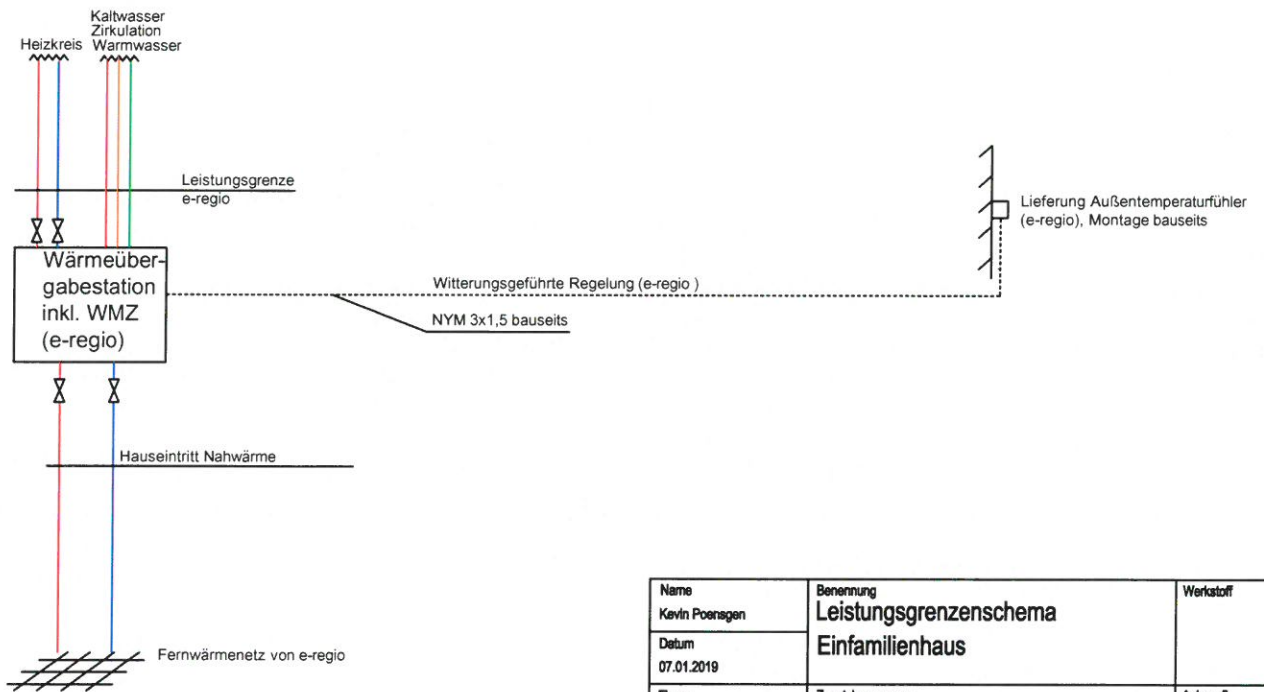 Kaltwasser
Zirkulation
Heizkreis
Warmwasser
Leistungsgrenze
e-regio
Lieferung Außentemperaturfühler
(e-regio), Montage bauseits
Wärmeüber-
gabestation
inkl. WMZ
(e-regio)
Witterungsgeführte Regelung (e-regio )
NYM 3x1,5 bauseits
Hauseintritt Nahwärme
Fernwärmenetz von e-regio
Name
Kevin Poensgen
Benennung
Leistungsgrenzenschema
Einfamilienhaus
Werkstoff
Datum
07.01.2019